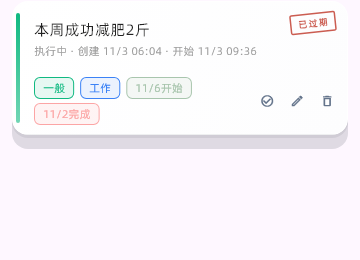 本周成功减肥2斤
已过期
执行中 · 创建 11/3 06:04 · 开始 11/3 09:36
一般
工作
11/6开始
11/2完成